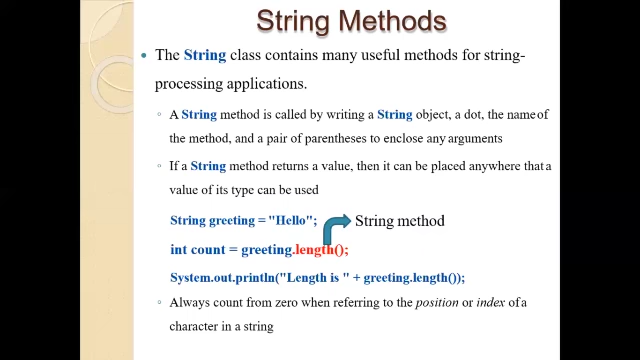 String Methods
The String class contains many useful methods for string-
processing applications.
A String method is called by writing a String object, a dot, the name of
the method, and a pair of parentheses to enclose any arguments
If a String method returns a value, then it can be placed anywhere that a
value of its type can be used
String greeting = "Hello";
String method
int count = greeting.length();
System.out.println("Length is " + greeting.length());
Always count from zero when referring to the position or index of a
character in a string